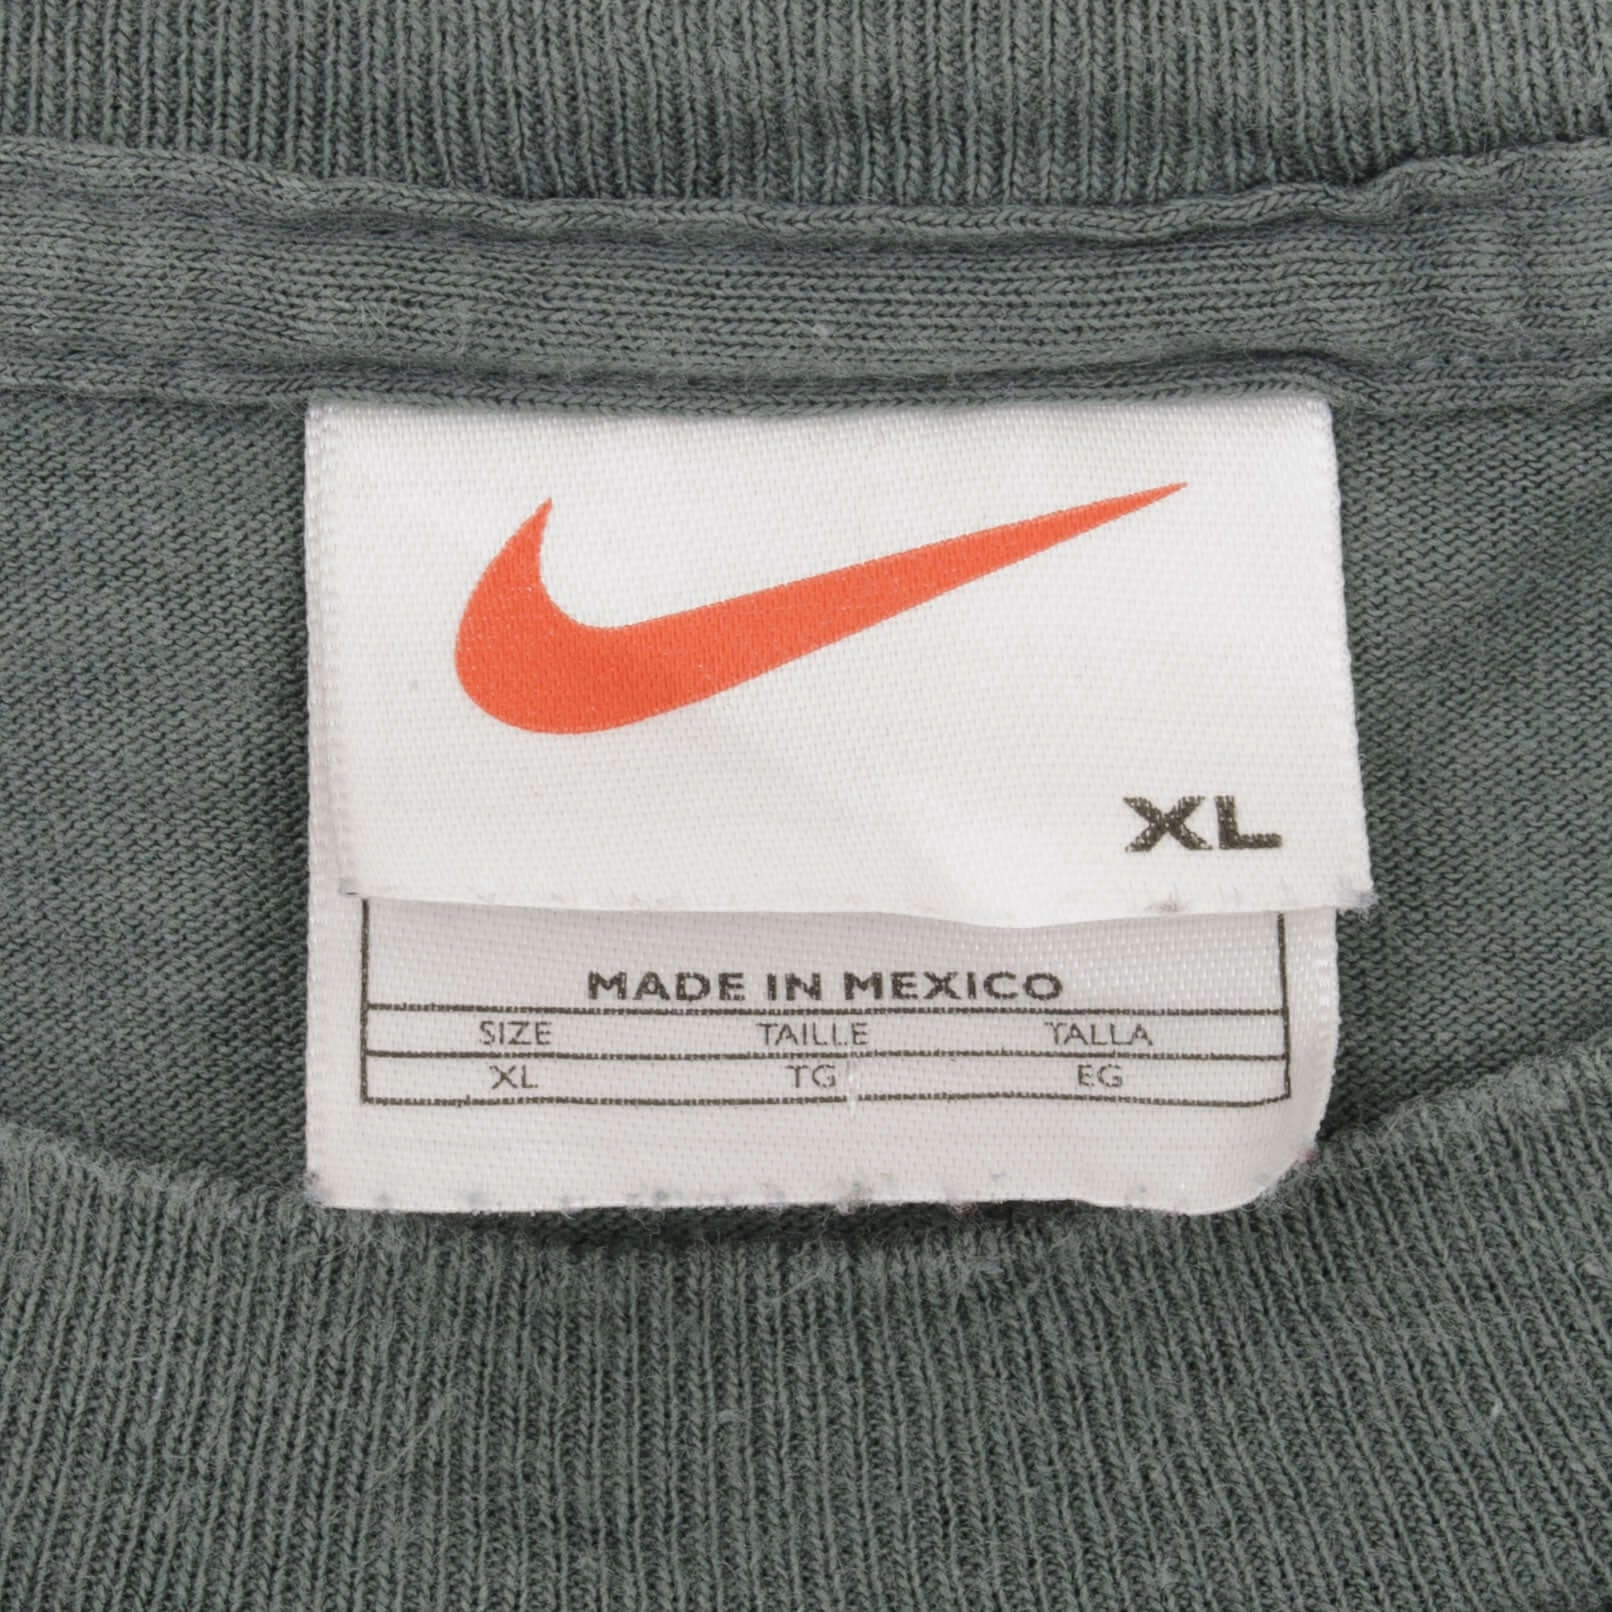 XL
MADE IN MEXICO
SIZE TAILLE TALLA
XL TG EG